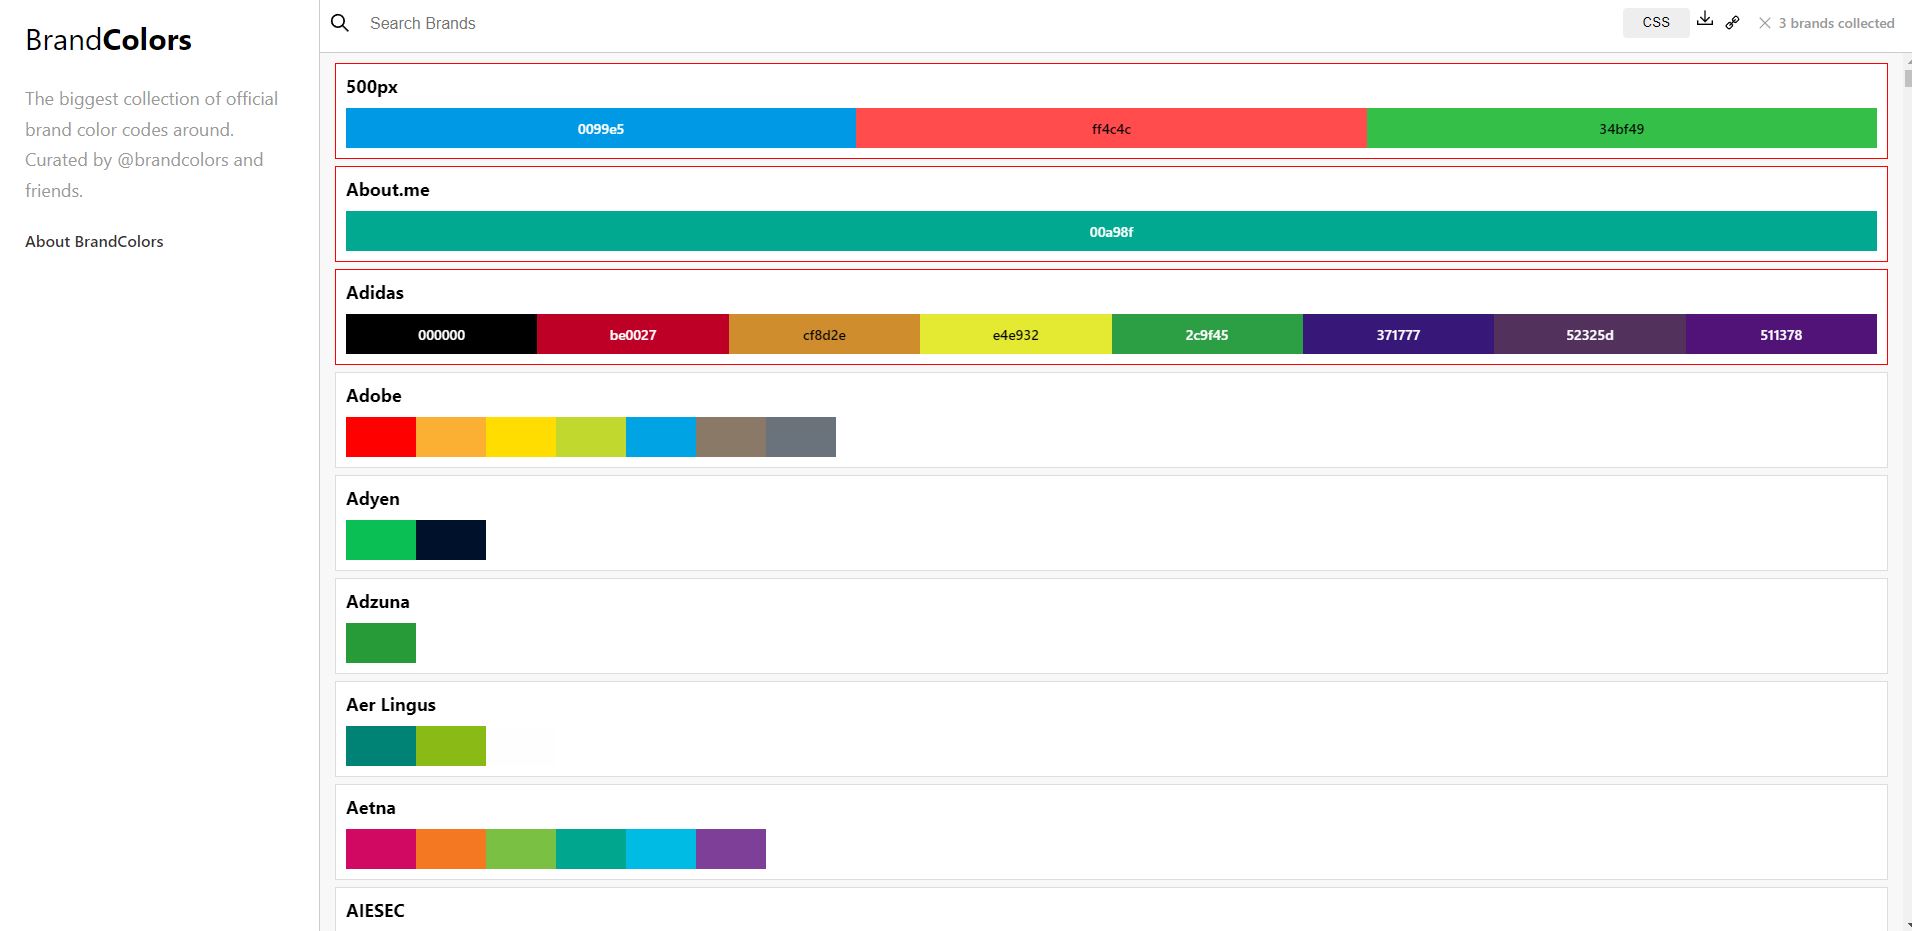 BrandColors
The biggest collection of official
brand color codes around.
Curated by @brandcolors and
friends.
About BrandColors
Search Brands
CSS
3 brands collected
500px
0099e5 ff4c4c 34bf49
About.me
00a98f
Adidas
000000 be0027 cf8d2e e4e932 2c9f45 371777 52325d 511378
Adobe
Adyen
Adzuna
Aer Lingus
Aetna
AIESEC